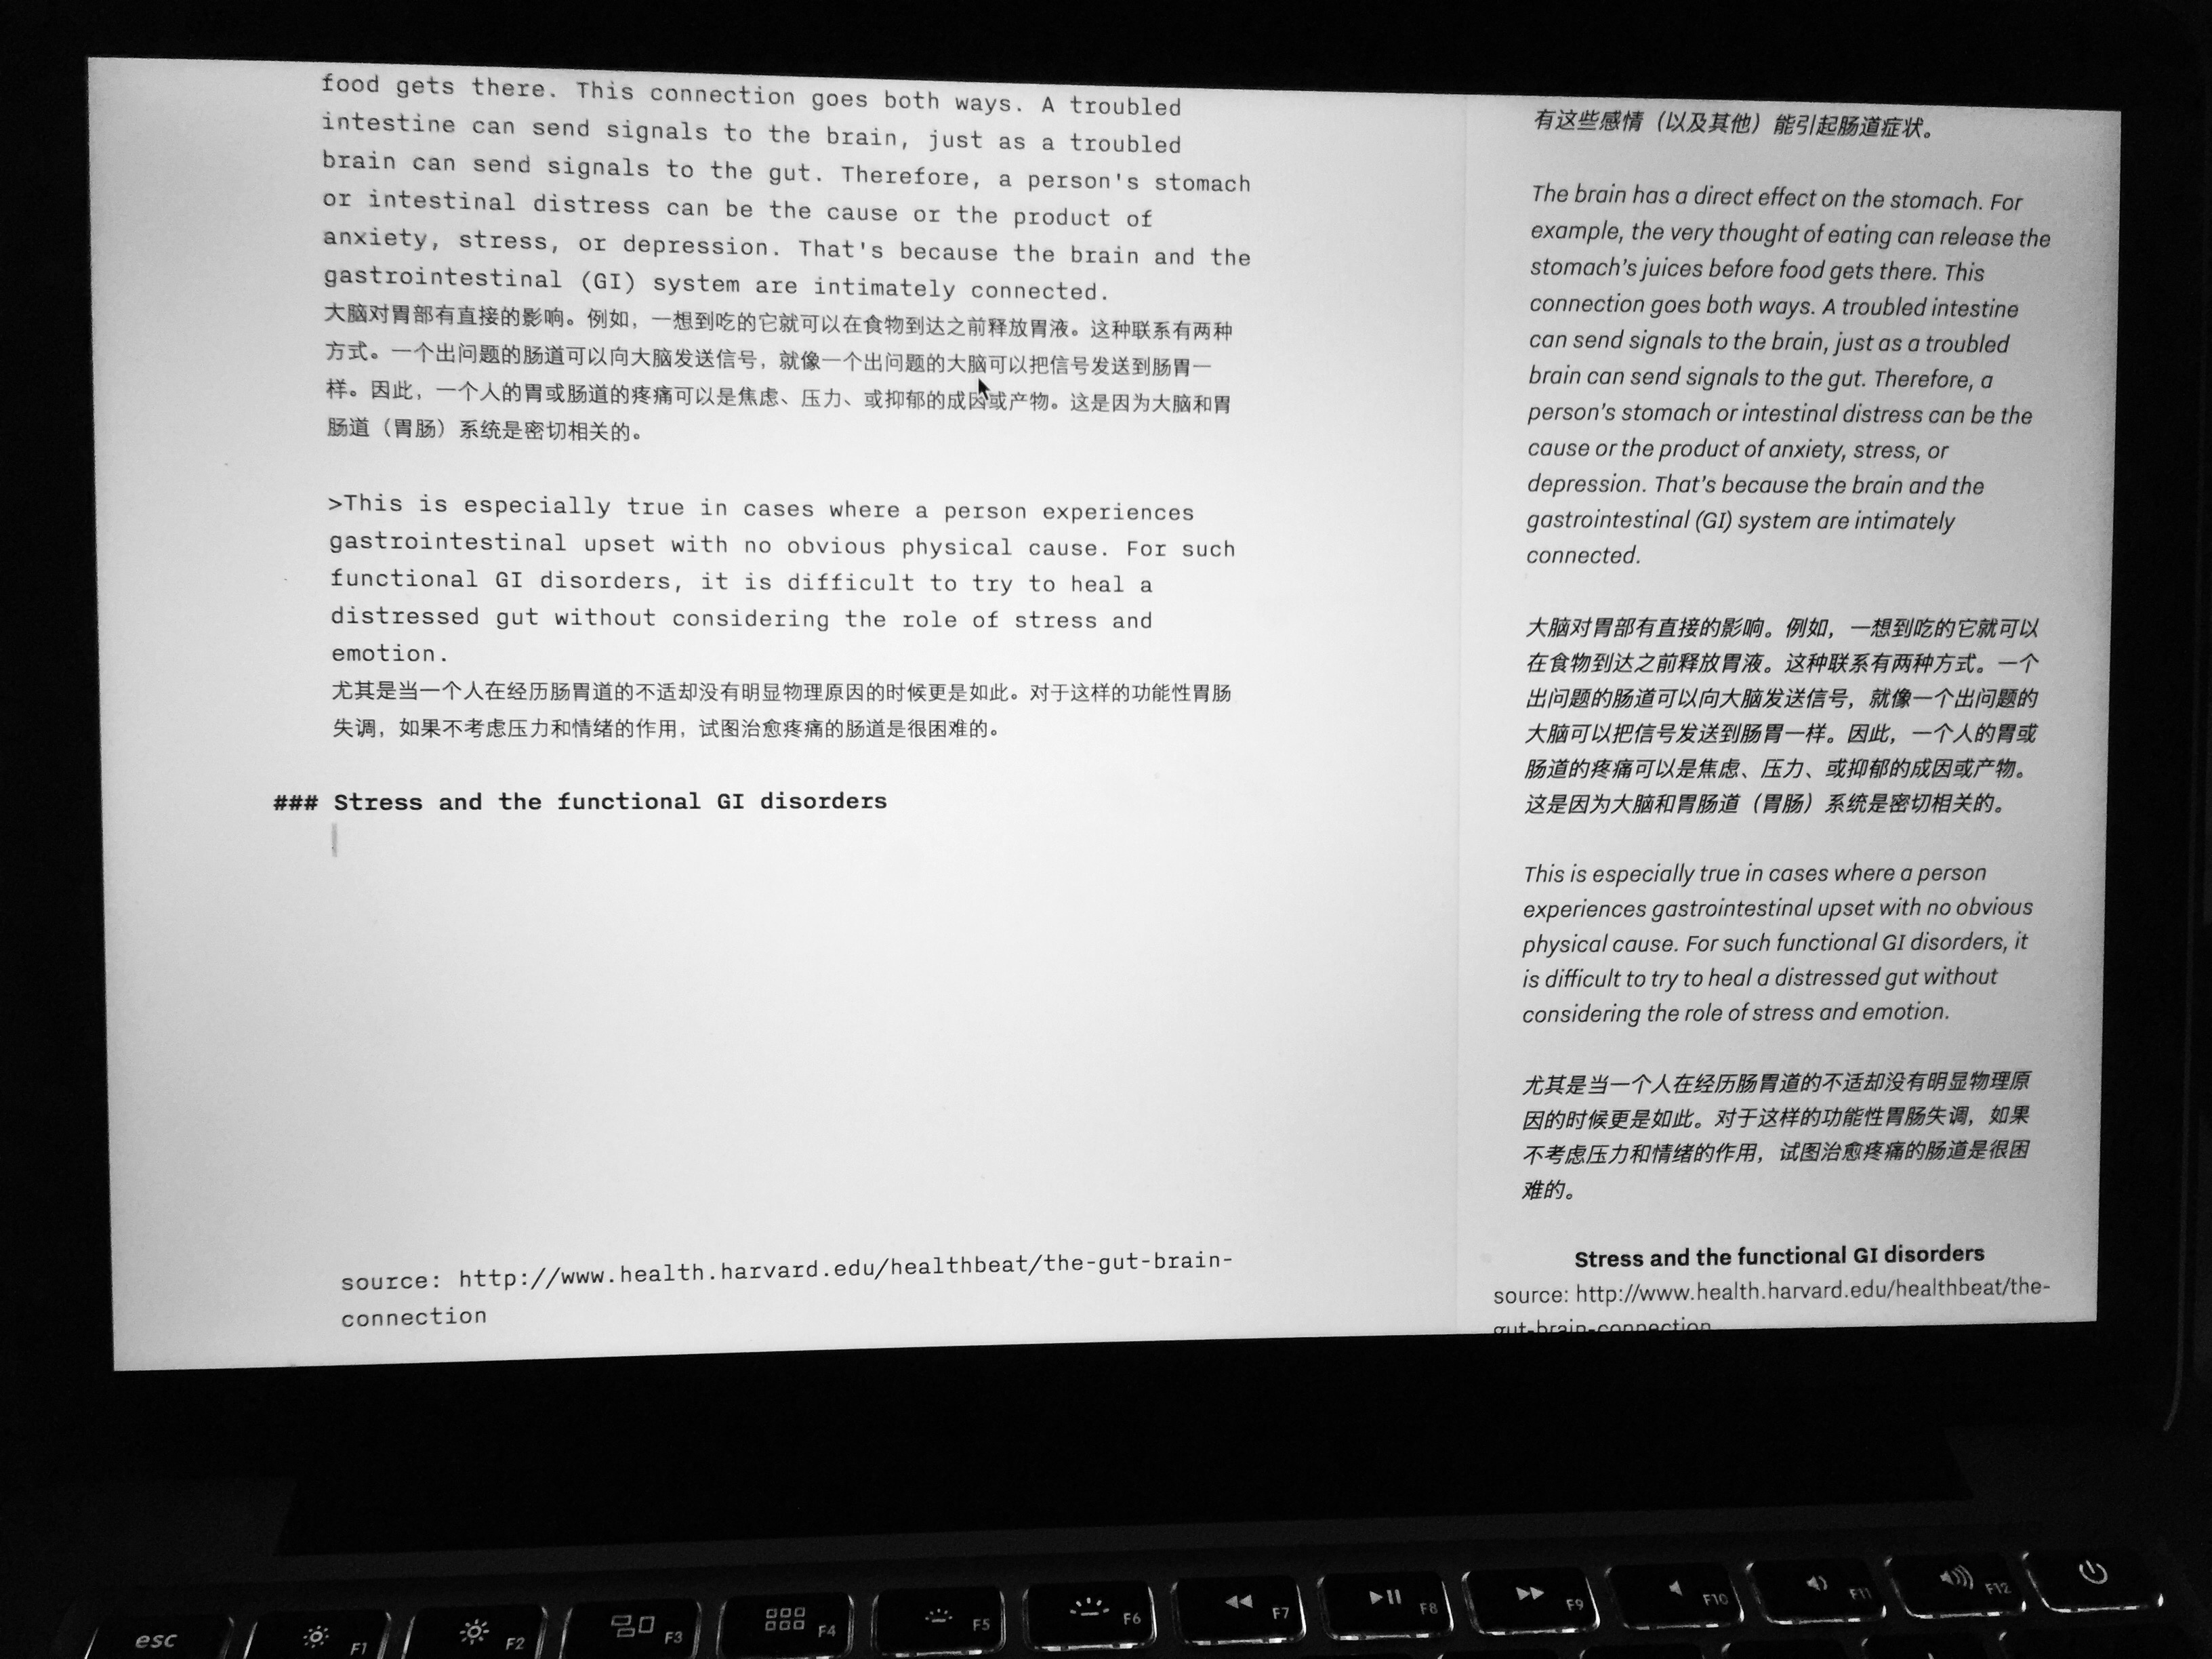 food gets there. This connection goes both ways. A troubled
intestine can send signals to the brain, just as a troubled
brain can send signals to the gut. Therefore, a person's stomach
or intestinal distress can be the cause or the product of
anxiety, stress, or depression. That's because the brain and the
gastrointestinal (GI) system are intimately connected.
大脑对胃部有直接的影响。例如，一想到吃的它就可以在食物到达之前释放胃液。这种联系有两种
方式。一个出问题的肠道可以向大脑发送信号，就像一个出问题的大脑可以把信号发送到肠胃一
样。因此，一个人的胃或肠道的疼痛可以是焦虑、压力、或抑郁的成因或产物。这是因为大脑和胃
肠道（胃肠）系统是密切相关的。
>This is especially true in cases where a person experiences
gastrointestinal upset with no obvious physical cause. For such
functional GI disorders, it is difficult to try to heal a
distressed gut without considering the role of stress and
emotion.
尤其是当一个人在经历肠胃道的不适却没有明显物理原因的时候更是如此。对于这样的功能性胃肠
失调，如果不考虑压力和情绪的作用，试图治愈疼痛的肠道是很困难的。
### Stress and the functional GI disorders
source: http://www.health.harvard.edu/healthbeat/the-gut-brain-
connection
有这些感情（以及其他）能引起肠道症状。
The brain has a direct effect on the stomach. For
example, the very thought of eating can release the
stomach's juices before food gets there. This
connection goes both ways. A troubled intestine
can send signals to the brain, just as a troubled
brain can send signals to the gut. Therefore, a
person's stomach or intestinal distress can be the
cause or the product of anxiety, stress, or
depression. That's because the brain and the
gastrointestinal (GI) system are intimately
connected.
大脑对胃部有直接的影响。例如，一想到吃的它就可以
在食物到达之前释放胃液。这种联系有两种方式。一个
出问题的肠道可以向大脑发送信号，就像一个出问题的
大脑可以把信号发送到肠胃一样。因此，一个人的胃或
肠道的疼痛可以是焦虑、压力、或抑郁的成因或产物。
这是因为大脑和胃肠道（胃肠）系统是密切相关的。
This is especially true in cases where a person
experiences gastrointestinal upset with no obvious
physical cause. For such functional GI disorders, it
is difficult to try to heal a distressed gut without
considering the role of stress and emotion.
尤其是当一个人在经历肠胃道的不适却没有明显物理原
因的时候更是如此。对于这样的功能性胃肠失调，如果
不考虑压力和情绪的作用，试图治愈疼痛的肠道是很困
难的。
Stress and the functional GI disorders
source: http://www.health.harvard.edu/healthbeat/the-
gut-brain-connection
esc F1 F2 F3 F4 F5 F6 F7 F8 F9 F10 F11 F12